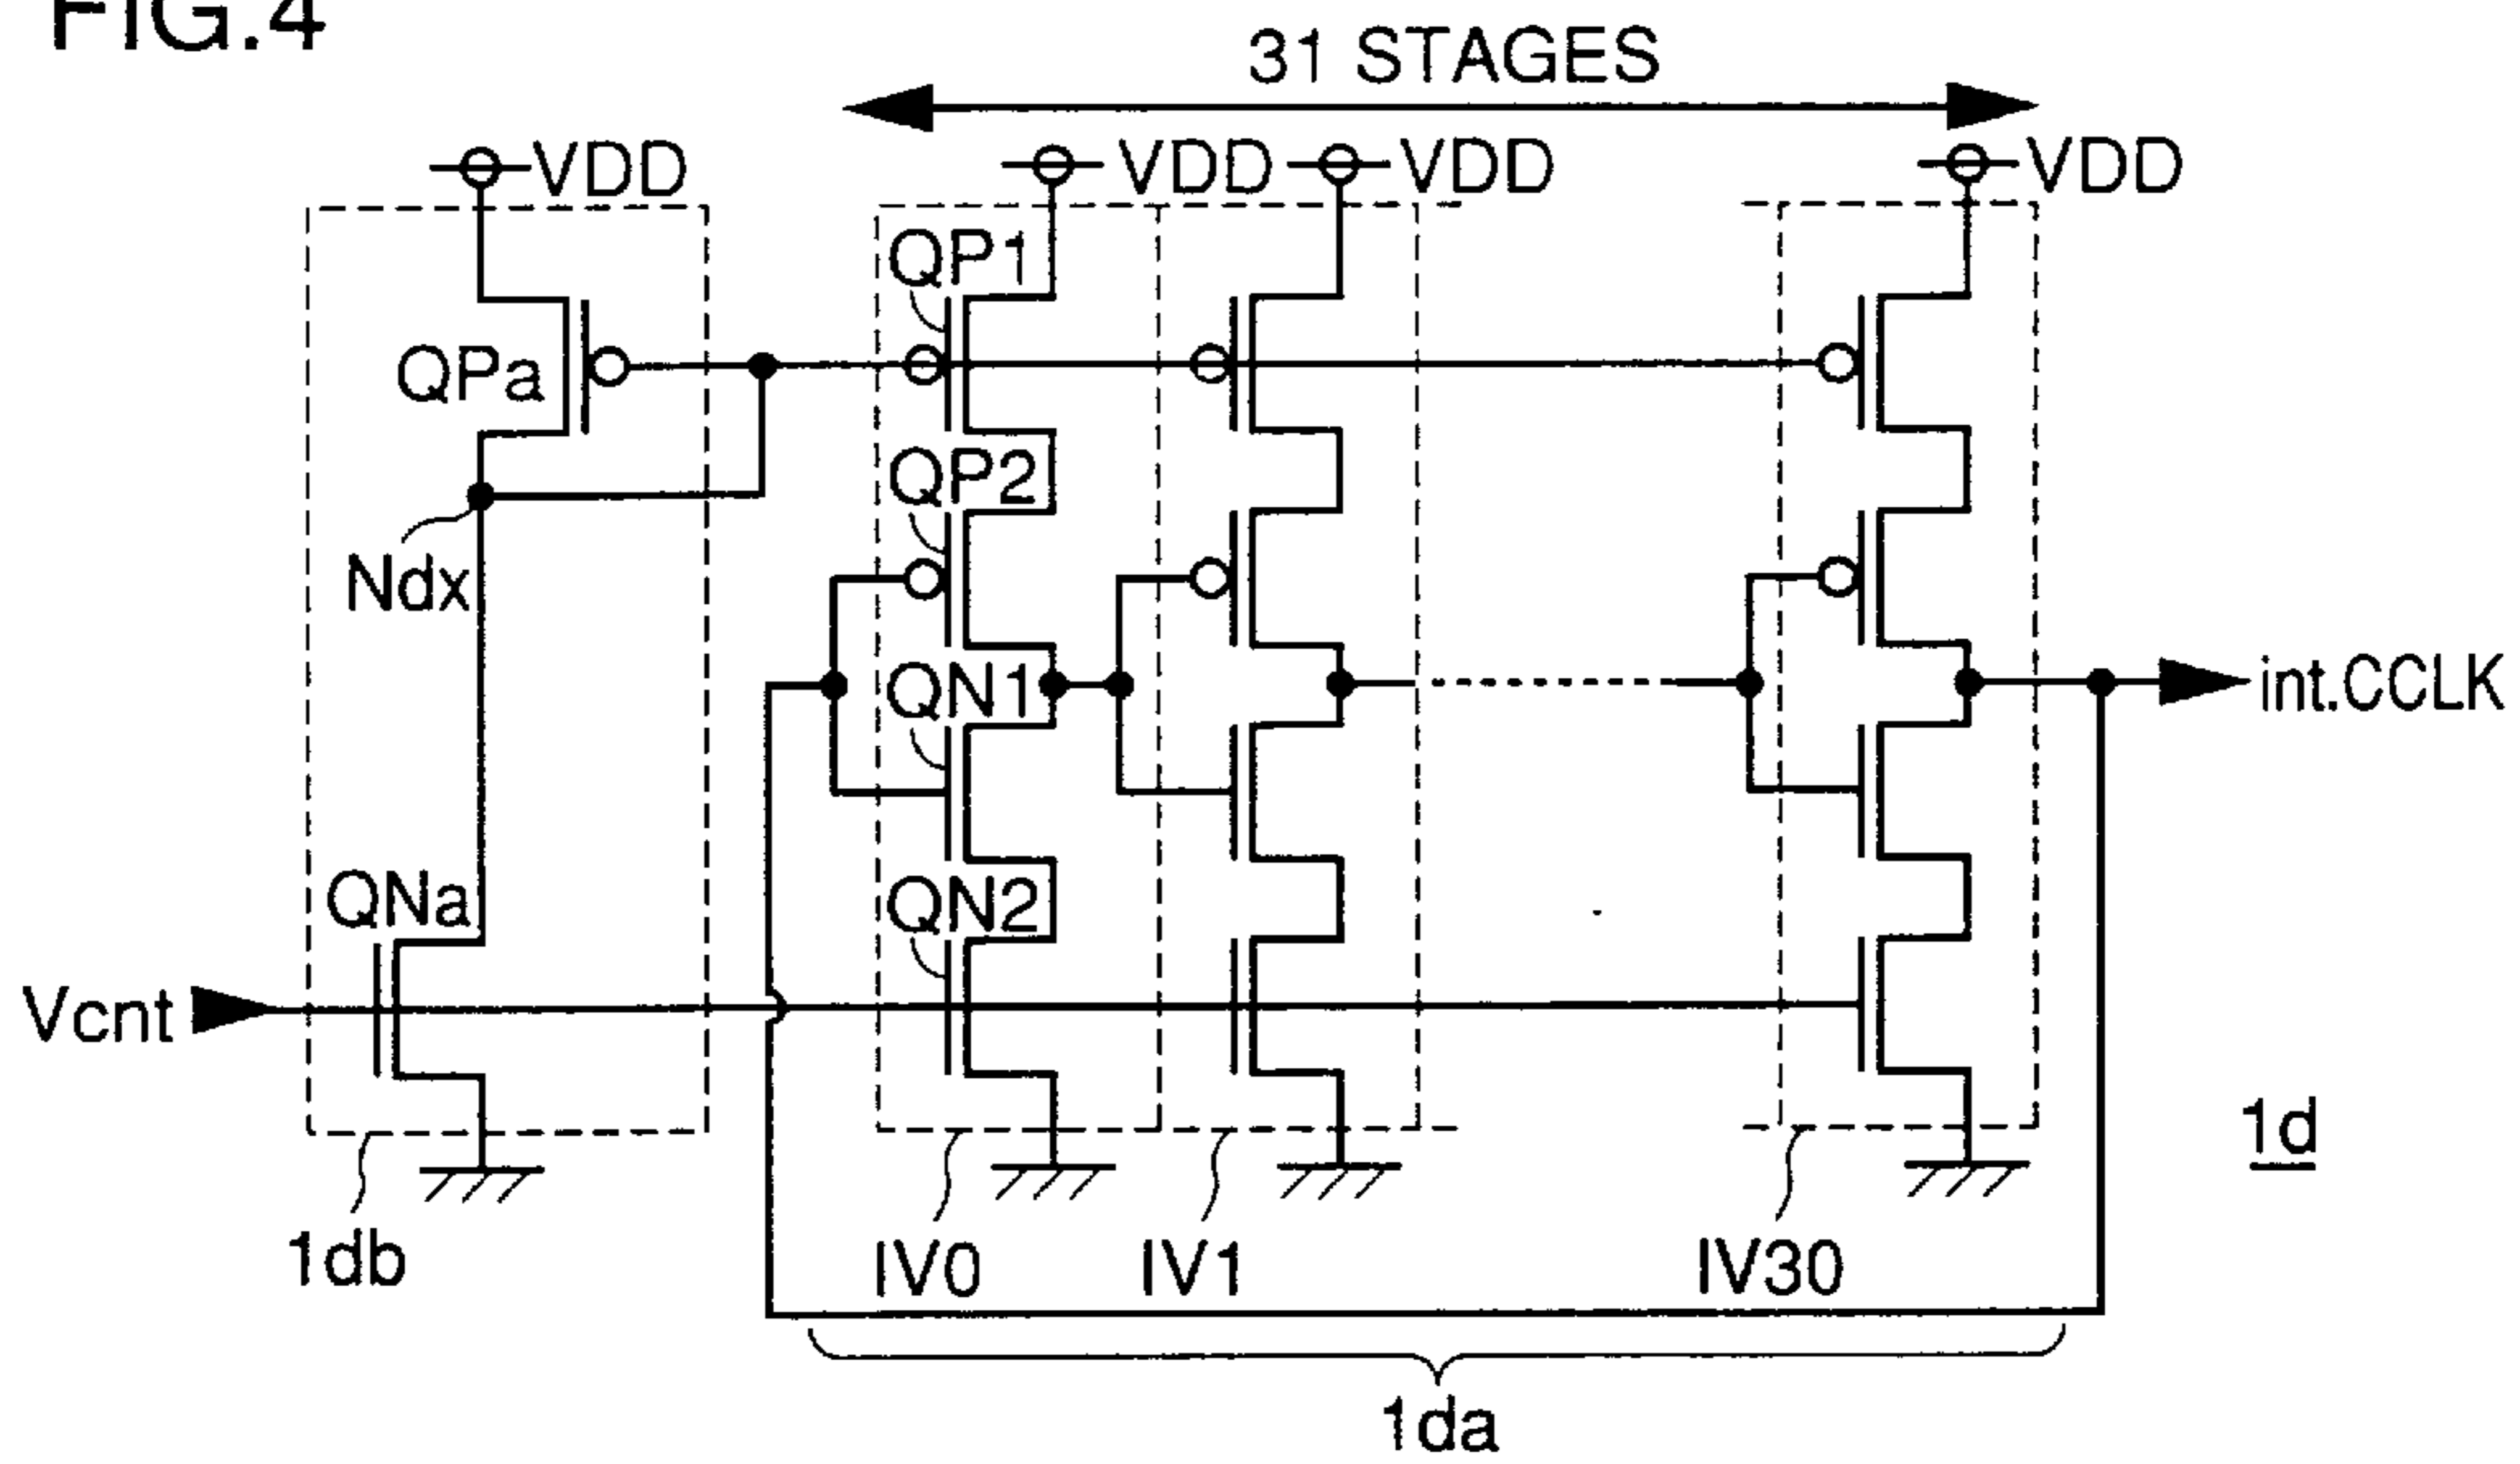 FIG.4
31 STAGES
VDD
VDD
VDD
VDD
QP1
QPa
QP2
Ndx
QN1
int.CCLK
QNa
QN2
Vcnt
1d
1db
IV0
IV1
IV30
1da